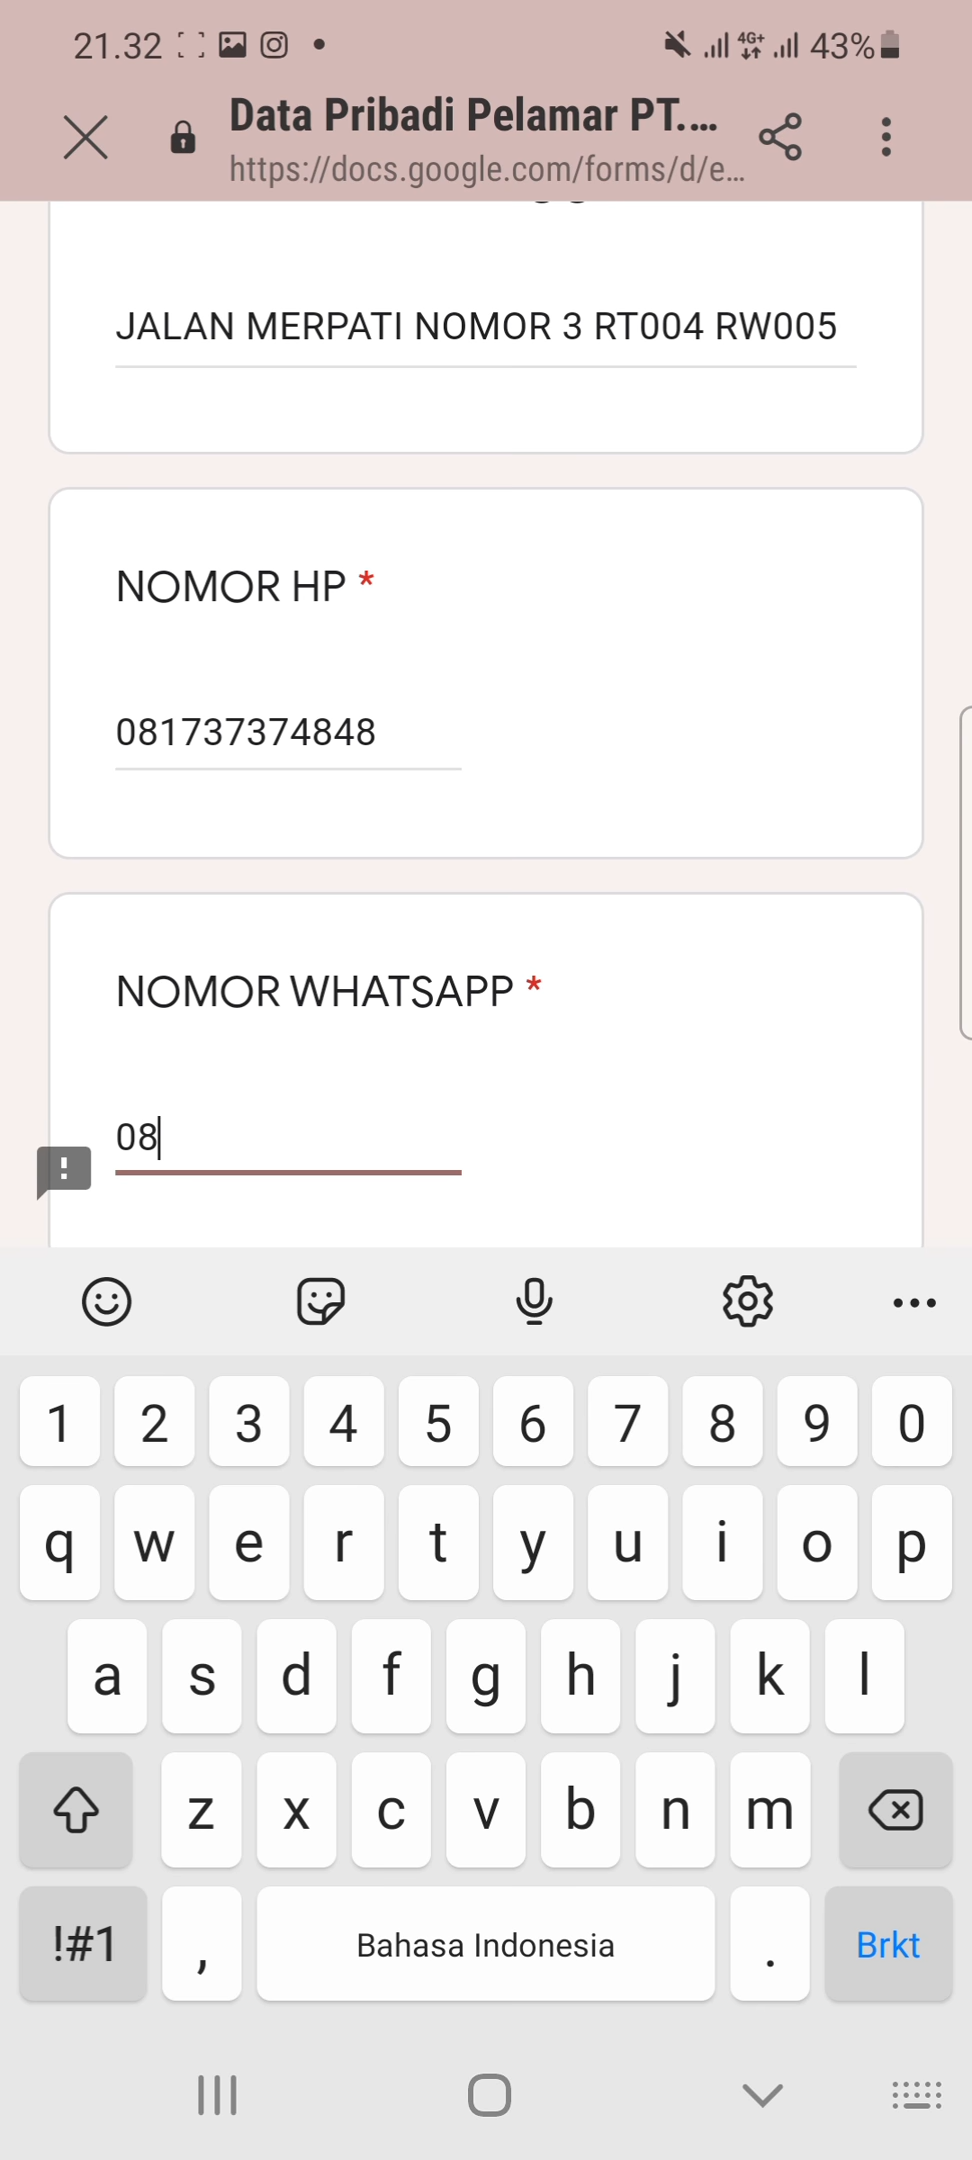 21.32
4G+
43%
Data Pribadi Pelamar PT....
https://docs.google.com/forms/d/e...
JALAN MERPATI NOMOR 3 RT004 RW005
NOMOR HP *
081737374848
NOMOR WHATSAPP *
08
1 2 3 4 5 6 7 8 9 0
q w e r t y u i o p
a s d f g h j k l
z x c v b n m
!#1 , Bahasa Indonesia . Brkt